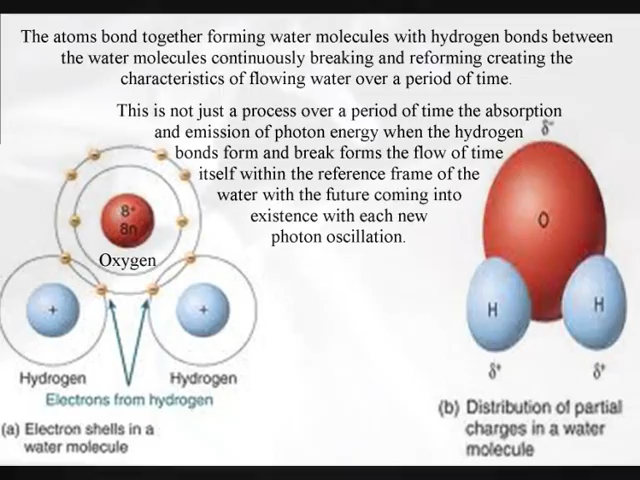 The atoms bond together forming water molecules with hydrogen bonds between
the water molecules continuously breaking and reforming creating the
characteristics of flowing water over a period of time.
This is not just a process over a period of time the absorption
and emission of photon energy when the hydrogen
bonds form and break forms the flow of time
itself within the reference frame of the
water with the future coming into
existence with each new
photon oscillation.
8⁺
8n
Oxygen
+
+
Hydrogen
Hydrogen
Electrons from hydrogen
(a) Electron shells in a
water molecule
δ⁻
O
H
H
δ⁺
δ⁺
(b) Distribution of partial
charges in a water
molecule